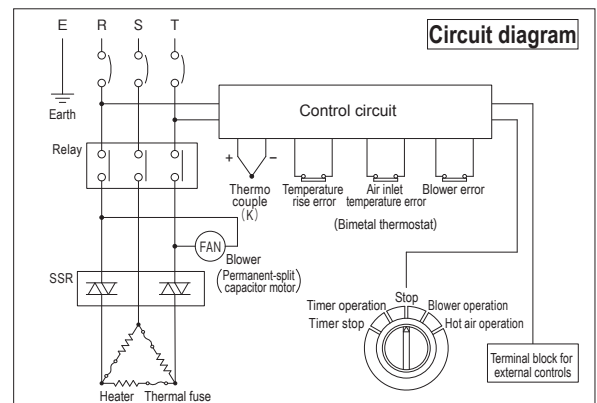 Circuit diagram
E R S T
Earth
Control circuit
Relay
+ −
Thermo
couple
(K)
Temperature
rise error
Air inlet
temperature error
Blower error
(Bimetal thermostat)
FAN
Blower
(Permanent-split
capacitor motor)
SSR
Stop
Timer operation
Blower operation
Timer stop
Hot air operation
Terminal block for
external controls
Heater Thermal fuse